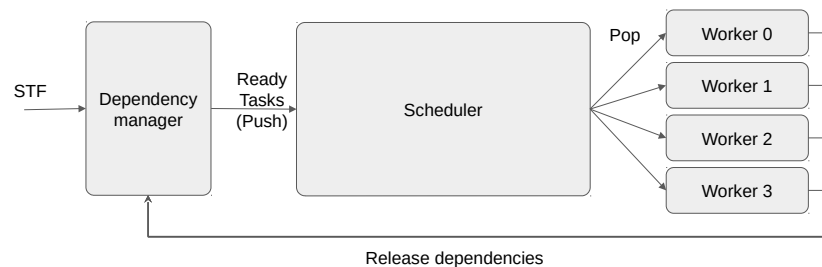 STF
Dependency
manager
Ready
Tasks
(Push)
Scheduler
Pop
Worker 0
Worker 1
Worker 2
Worker 3
Release dependencies